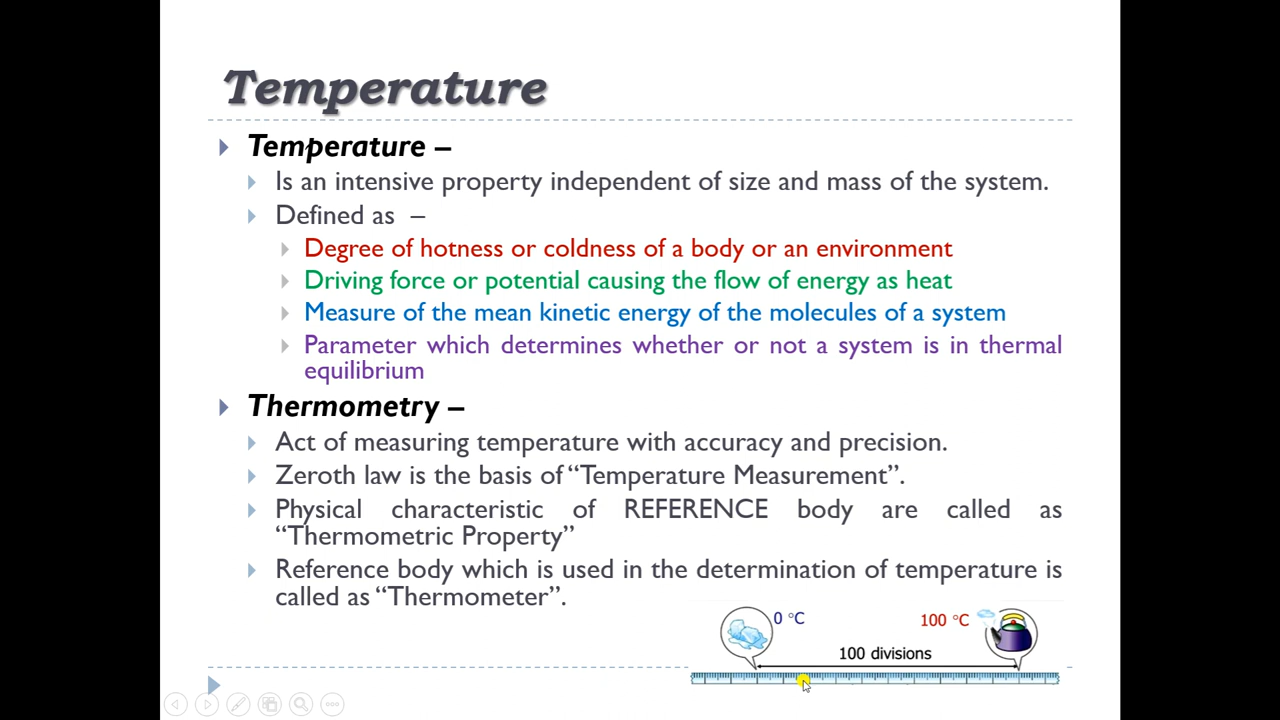 Temperature
Temperature –
Is an intensive property independent of size and mass of the system.
Defined as –
Degree of hotness or coldness of a body or an environment
Driving force or potential causing the flow of energy as heat
Measure of the mean kinetic energy of the molecules of a system
Parameter which determines whether or not a system is in thermal
equilibrium
Thermometry –
Act of measuring temperature with accuracy and precision.
Zeroth law is the basis of “Temperature Measurement”.
Physical characteristic of REFERENCE body are called as
“Thermometric Property”
Reference body which is used in the determination of temperature is
called as “Thermometer”.
0 °C
100 °C
100 divisions